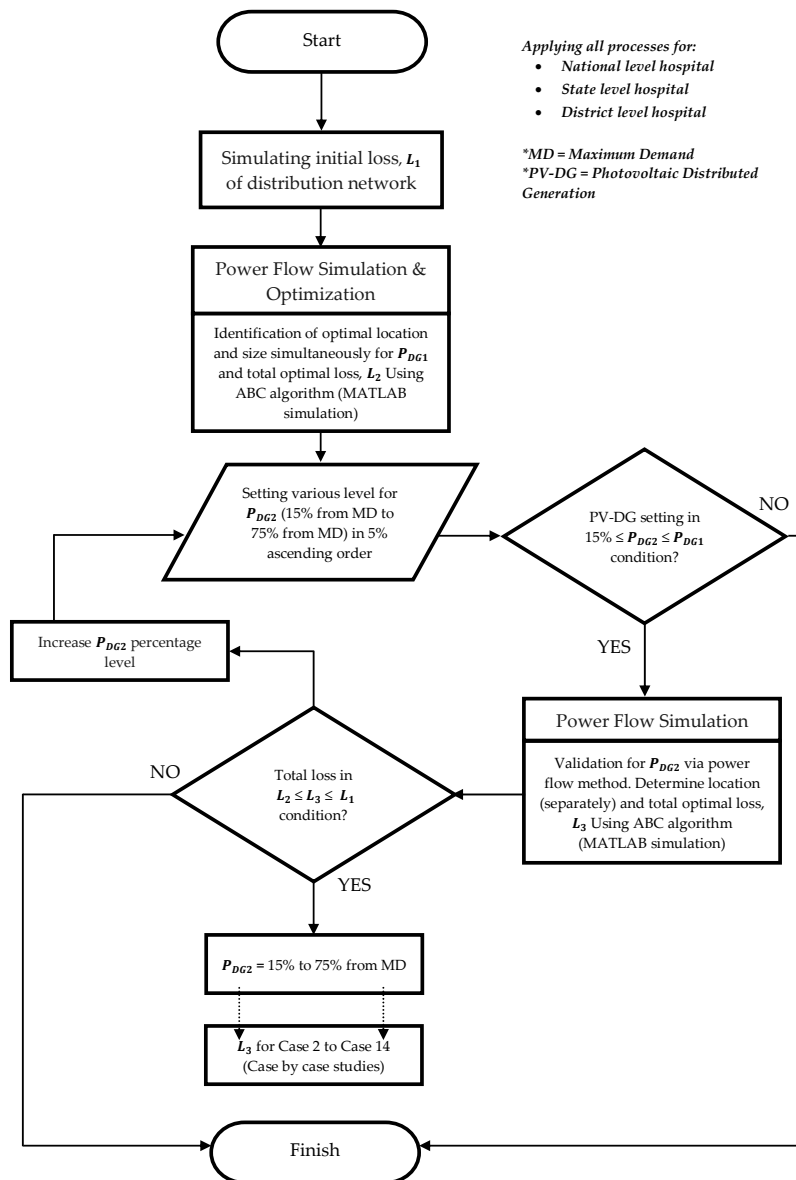 Start
Applying all processes for:
• National level hospital
• State level hospital
• District level hospital
*MD = Maximum Demand
*PV-DG = Photovoltaic Distributed
Generation
Simulating initial loss, L1
of distribution network
Power Flow Simulation &
Optimization
Identification of optimal location
and size simultaneously for PDG1
and total optimal loss, L2 Using
ABC algorithm (MATLAB
simulation)
Setting various level for
PDG2 (15% from MD to
75% from MD) in 5%
ascending order
PV-DG setting in
15% ≤ PDG2 ≤ PDG1
condition?
NO
YES
Increase PDG2 percentage
level
Power Flow Simulation
Validation for PDG2 via power
flow method. Determine location
(separately) and total optimal loss,
L3 Using ABC algorithm
(MATLAB simulation)
NO
Total loss in
L2 ≤ L3 ≤ L1
condition?
YES
PDG2 = 15% to 75% from MD
L3 for Case 2 to Case 14
(Case by case studies)
Finish